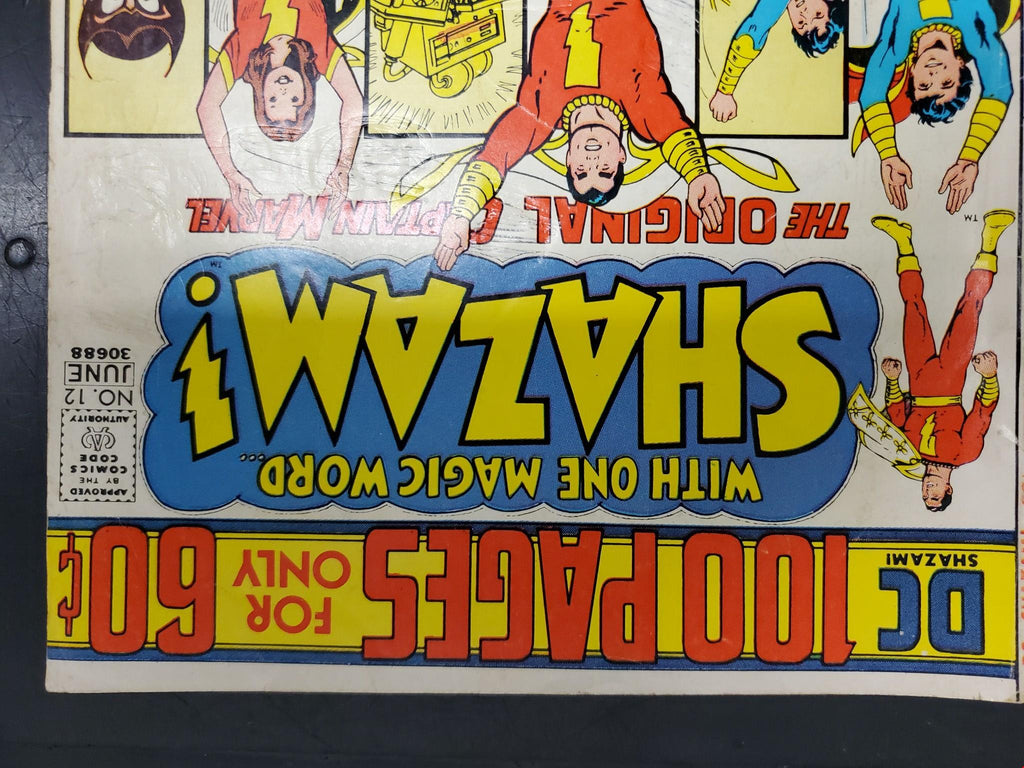 DC
SHAZAM!
100 PAGES
FOR
ONLY
60¢
APPROVED
BY THE
COMICS
CODE
AUTHORITY
CA
NO. 12
JUNE
30688
WITH ONE MAGIC WORD...
SHAZAM!
TM
THE ORIGINAL CAPTAIN MARVEL
TM